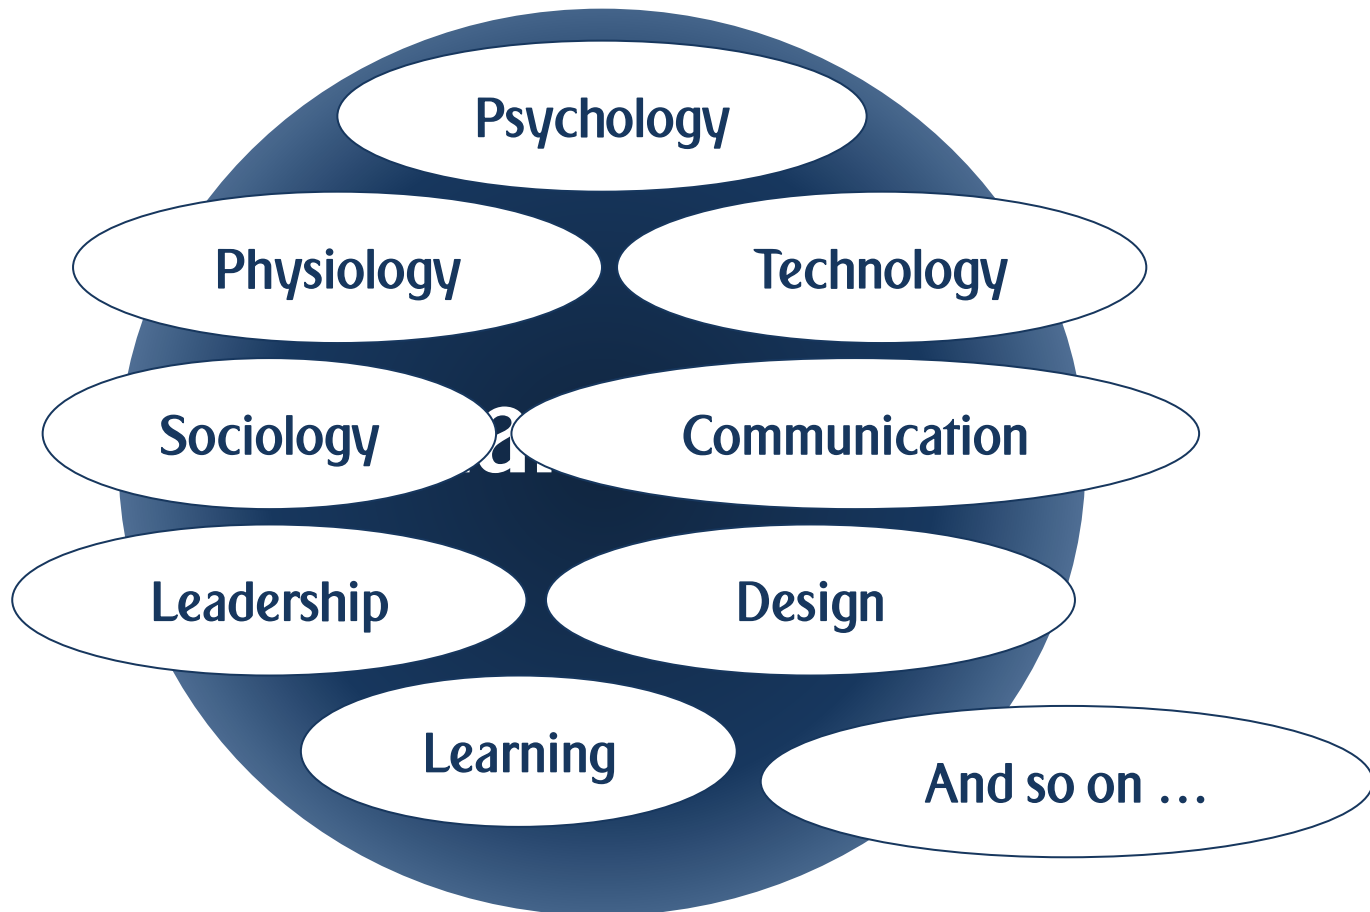 Psychology
Physiology
Technology
Sociology
Communication
Leadership
Design
Learning
And so on …